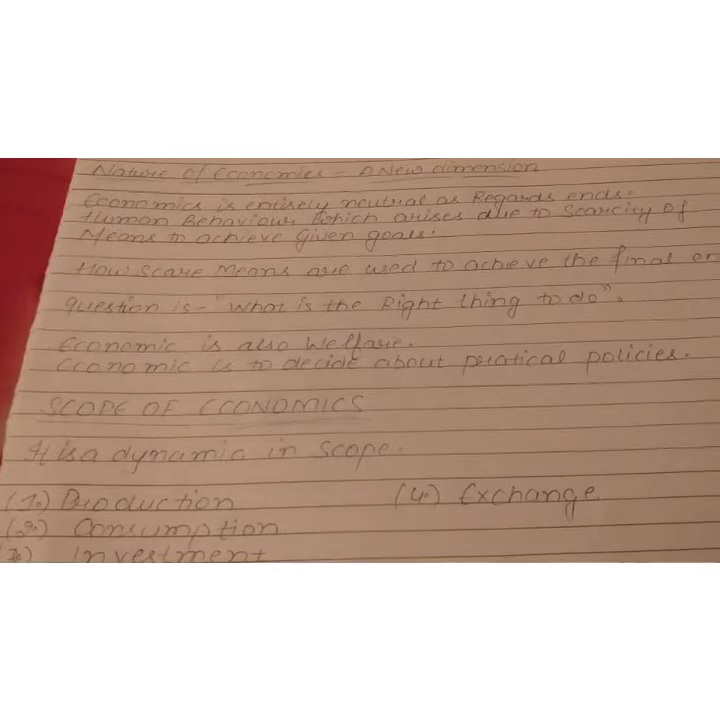 Nature of Economics - A New dimension
Economics is entirely neutral as Regards ends.
Human Behaviour which arises due to Scarcity of
Means to achieve Given goals.
How scare Means are used to achieve the final or
question is - "What is the Right thing to do".
Economic is also Welfare.
Economic is to decide about pratical policies.
SCOPE OF ECONOMICS
It is a dynamic in scope.
(1.) Production (4.) Exchange
(2.) Consumption
3.) Investment